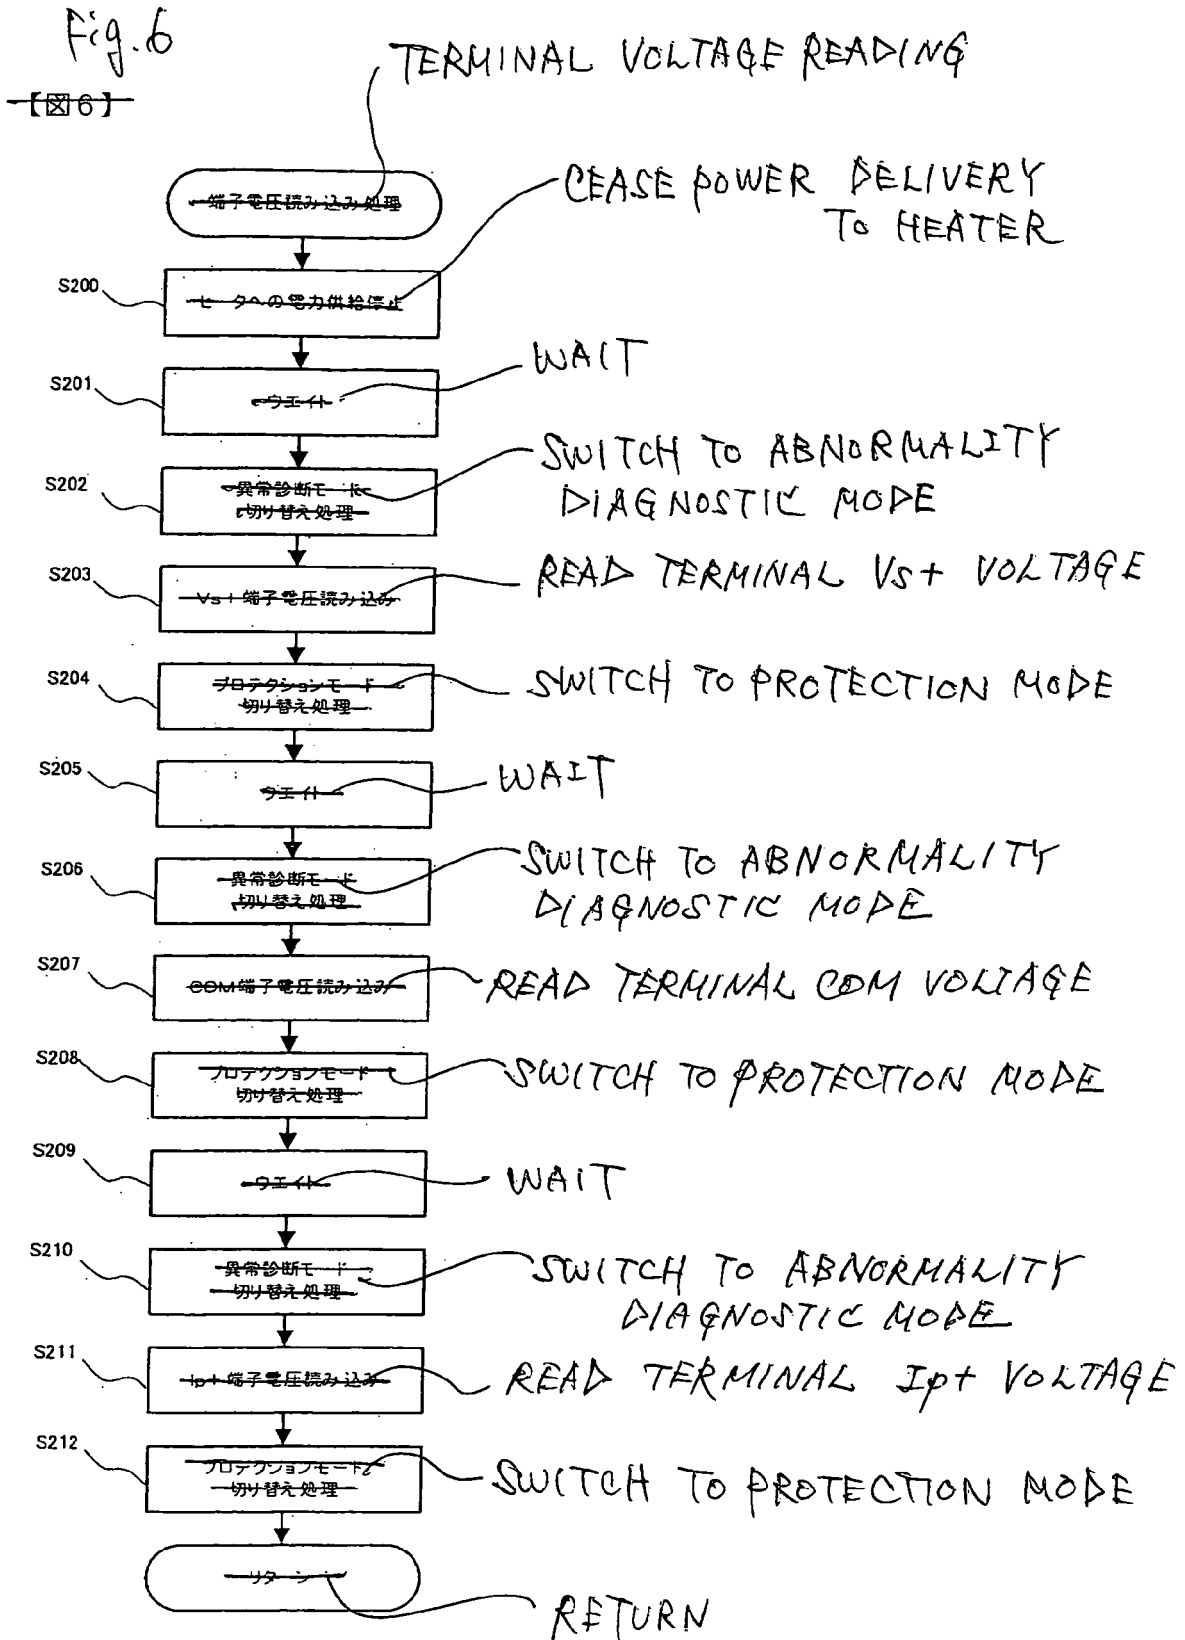 Fig. 6
【図6】
TERMINAL VOLTAGE READING
端子電圧読み込み処理
CEASE POWER DELIVERY
TO HEATER
S200
ヒータへの電力供給停止
S201
ウエイト
WAIT
S202
異常診断モード
切り替え処理
SWITCH TO ABNORMALITY
DIAGNOSTIC MODE
S203
Vs+端子電圧読み込み
READ TERMINAL Vs+ VOLTAGE
S204
プロテクションモード
切り替え処理
SWITCH TO PROTECTION MODE
S205
ウエイト
WAIT
S206
異常診断モード
切り替え処理
SWITCH TO ABNORMALITY
DIAGNOSTIC MODE
S207
COM端子電圧読み込み
READ TERMINAL COM VOLTAGE
S208
プロテクションモード
切り替え処理
SWITCH TO PROTECTION MODE
S209
ウエイト
WAIT
S210
異常診断モード
切り替え処理
SWITCH TO ABNORMALITY
DIAGNOSTIC MODE
S211
Ip+端子電圧読み込み
READ TERMINAL Ip+ VOLTAGE
S212
プロテクションモード
切り替え処理
SWITCH TO PROTECTION MODE
リターン
RETURN